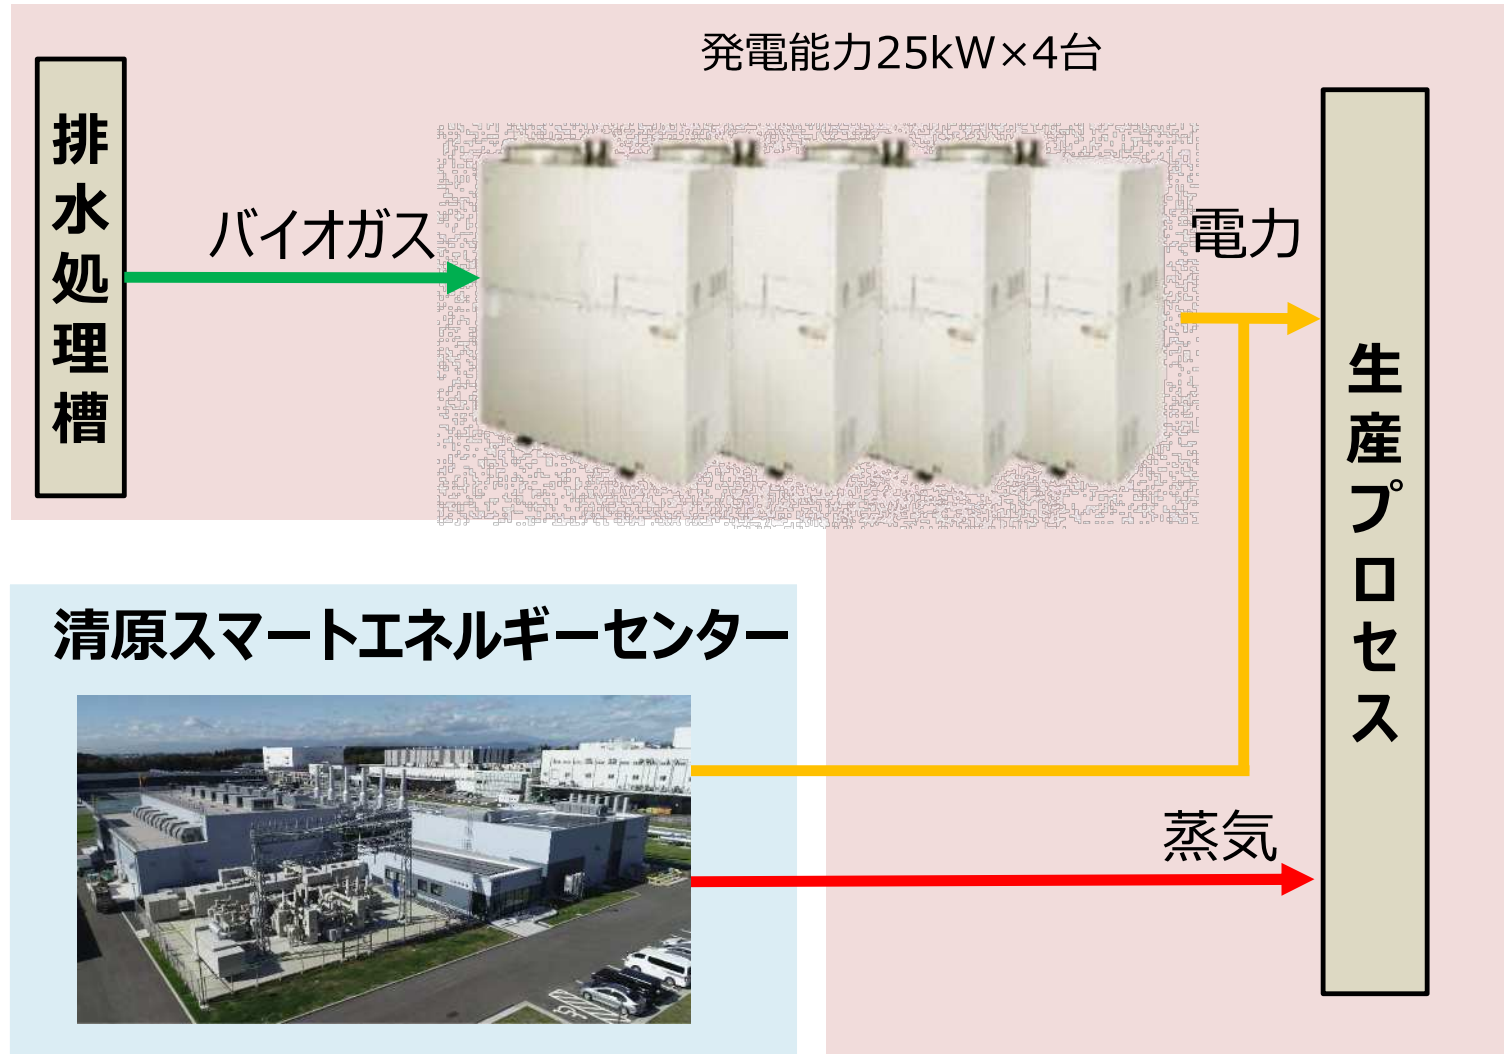 発電能力25kW×4台
排水処理槽
バイオガス
電力
生産プロセス
清原スマートエネルギーセンター
蒸気